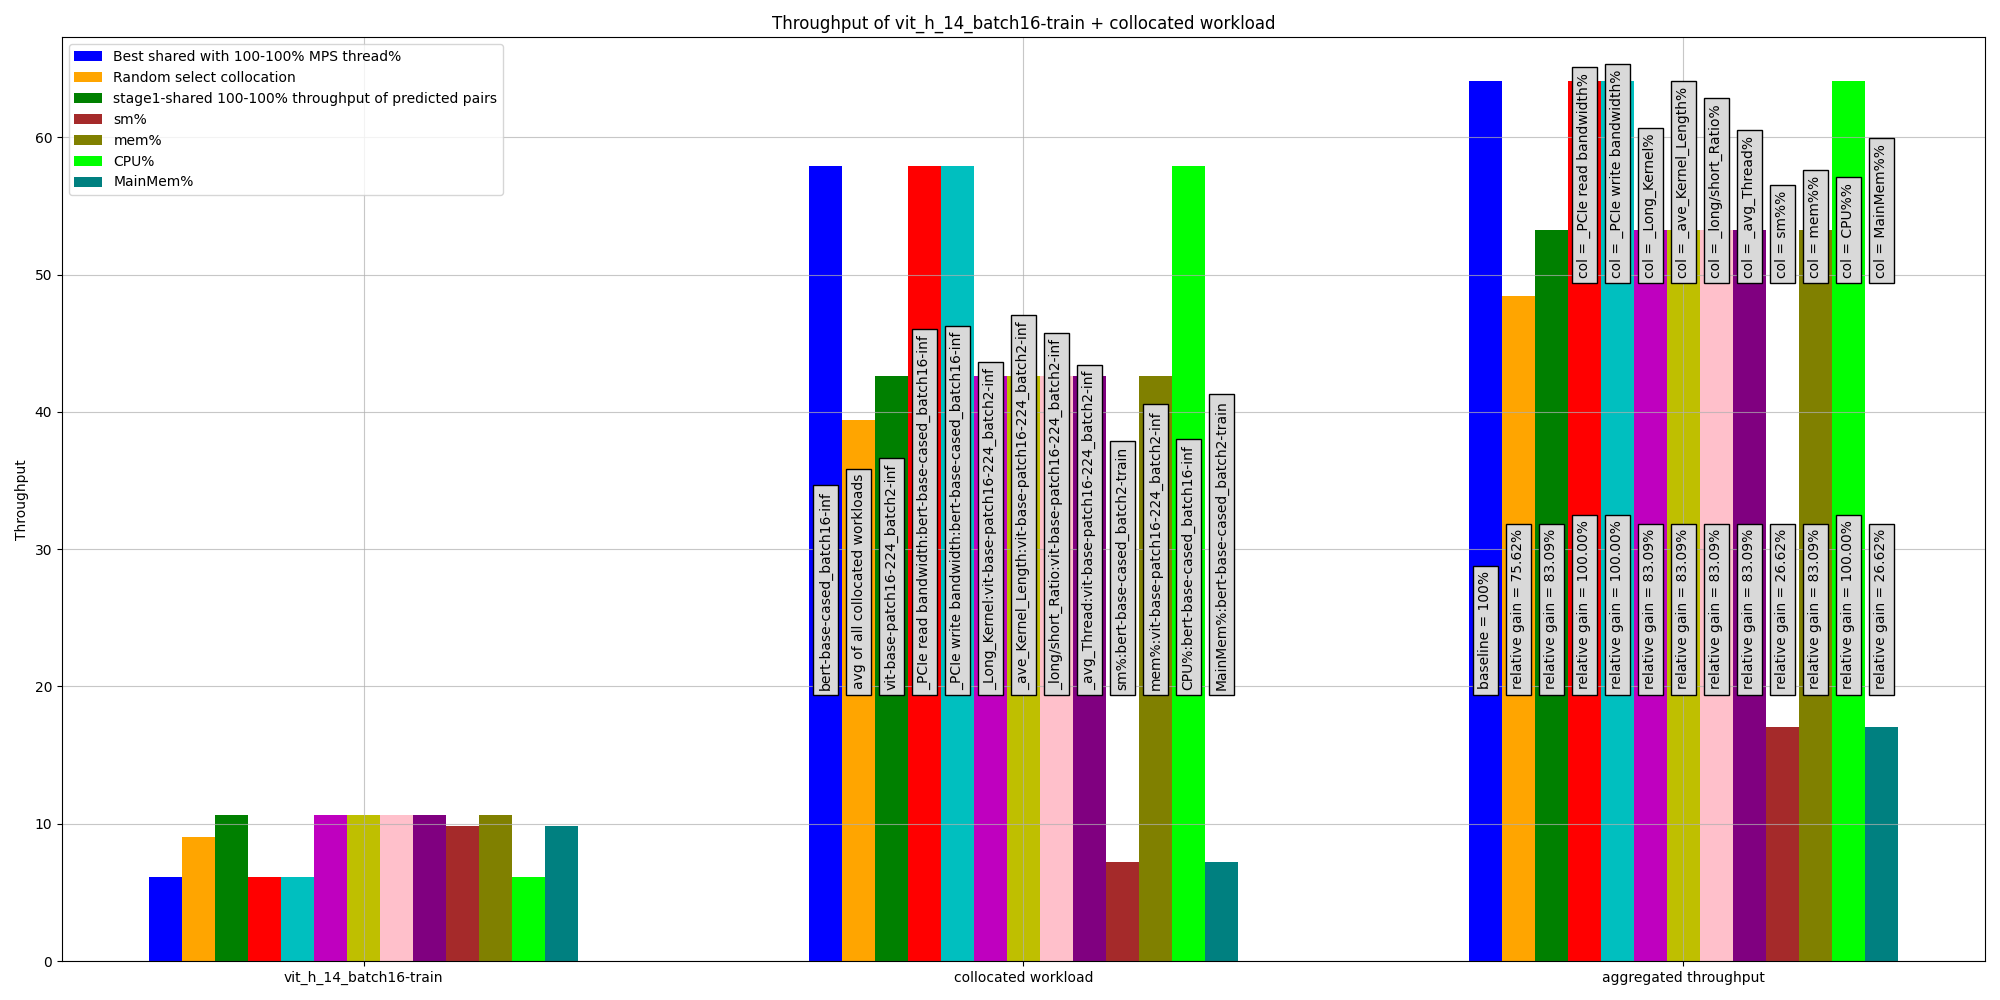 Throughput of vit_h_14_batch16-train + collocated workload
Best shared with 100-100% MPS thread%
Random select collocation
stage1-shared 100-100% throughput of predicted pairs
sm%
mem%
CPU%
MainMem%
Throughput
60
50
40
30
20
10
0
bert-base-cased_batch16-inf
avg of all collocated workloads
vit-base-patch16-224_batch2-inf
_PCIe read bandwidth:bert-base-cased_batch16-inf
_PCIe write bandwidth:bert-base-cased_batch16-inf
_Long_Kernel:vit-base-patch16-224_batch2-inf
_ave_Kernel_Length:vit-base-patch16-224_batch2-inf
_long/short_Ratio:vit-base-patch16-224_batch2-inf
_avg_Thread:vit-base-patch16-224_batch2-inf
sm%:bert-base-cased_batch2-train
mem%:vit-base-patch16-224_batch2-inf
CPU%:bert-base-cased_batch16-inf
MainMem%:bert-base-cased_batch2-train
col = _PCIe read bandwidth%
col = _PCIe write bandwidth%
col = _Long_Kernel%
col = _ave_Kernel_Length%
col = _long/short_Ratio%
col = _avg_Thread%
col = sm%%
col = mem%%
col = CPU%%
col = MainMem%%
baseline = 100%
relative gain = 75.62%
relative gain = 83.09%
relative gain = 100.00%
relative gain = 100.00%
relative gain = 83.09%
relative gain = 83.09%
relative gain = 83.09%
relative gain = 83.09%
relative gain = 26.62%
relative gain = 83.09%
relative gain = 100.00%
relative gain = 26.62%
vit_h_14_batch16-train
collocated workload
aggregated throughput